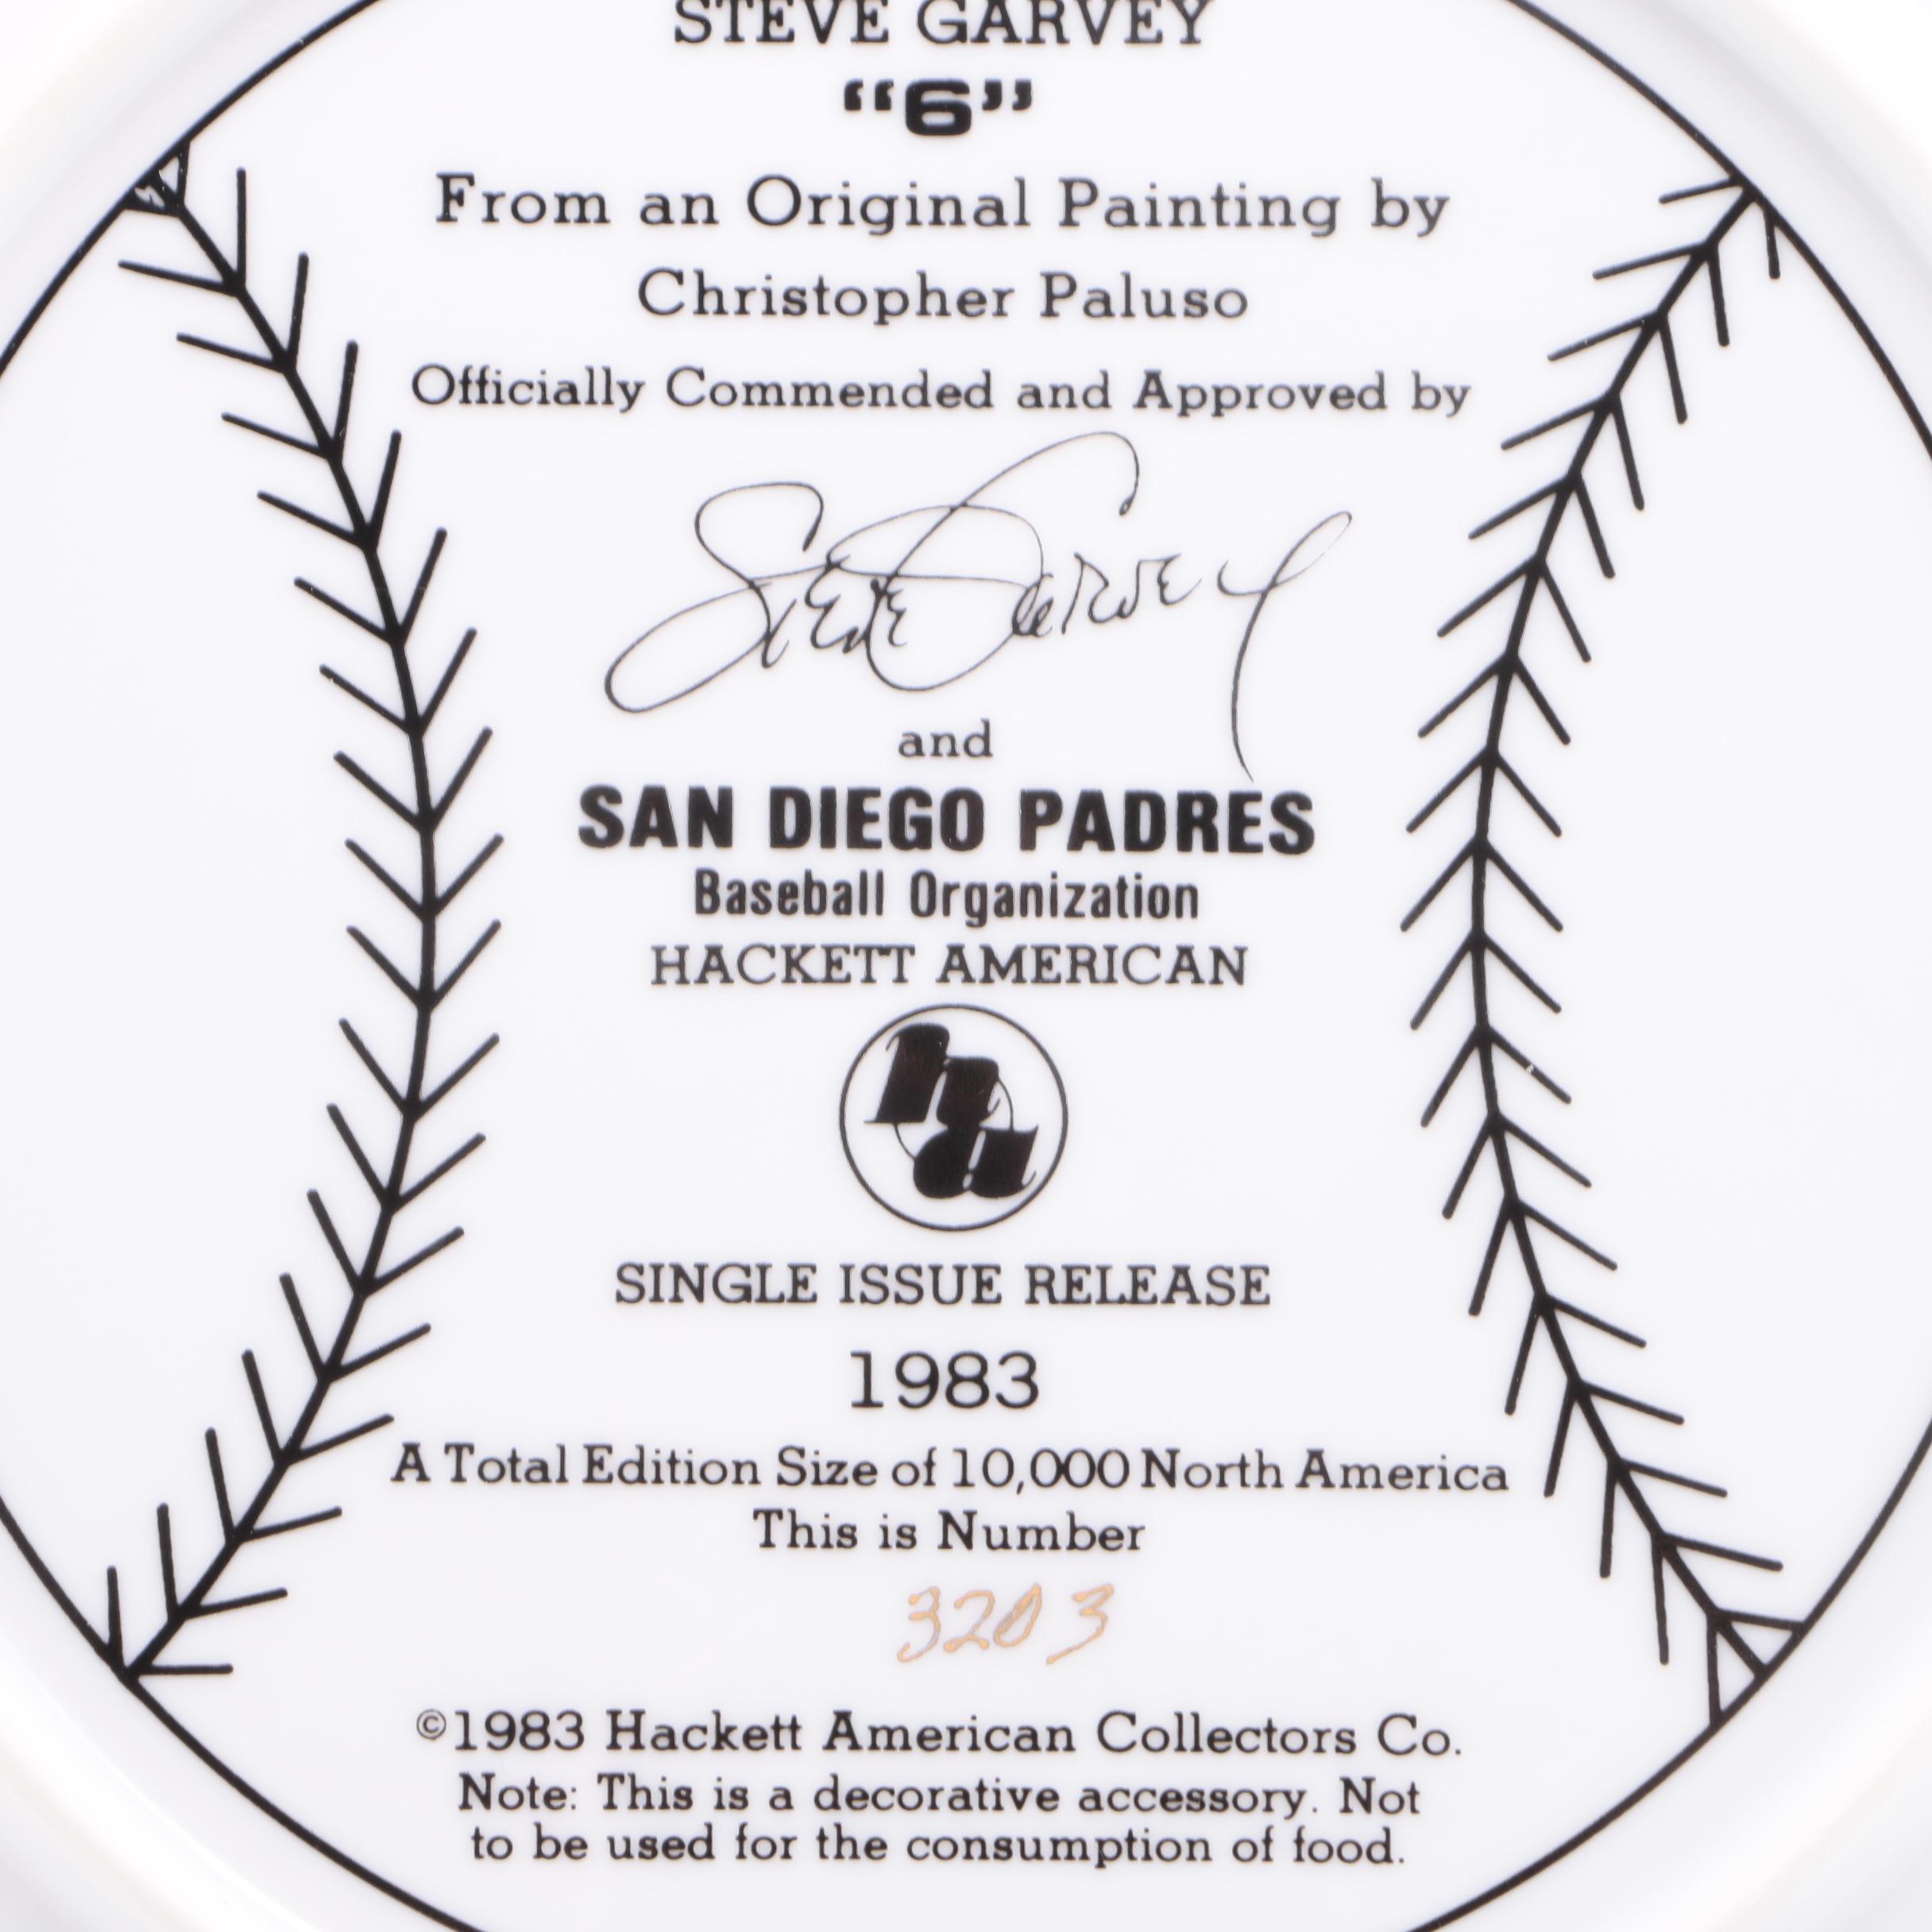 STEVE GARVEY
“6”
From an Original Painting by
Christopher Paluso
Officially Commended and Approved by
Steve Garvey
and
SAN DIEGO PADRES
Baseball Organization
HACKETT AMERICAN
ha
SINGLE ISSUE RELEASE
1983
A Total Edition Size of 10,000 North America
This is Number
3203
©1983 Hackett American Collectors Co.
Note: This is a decorative accessory. Not
to be used for the consumption of food.